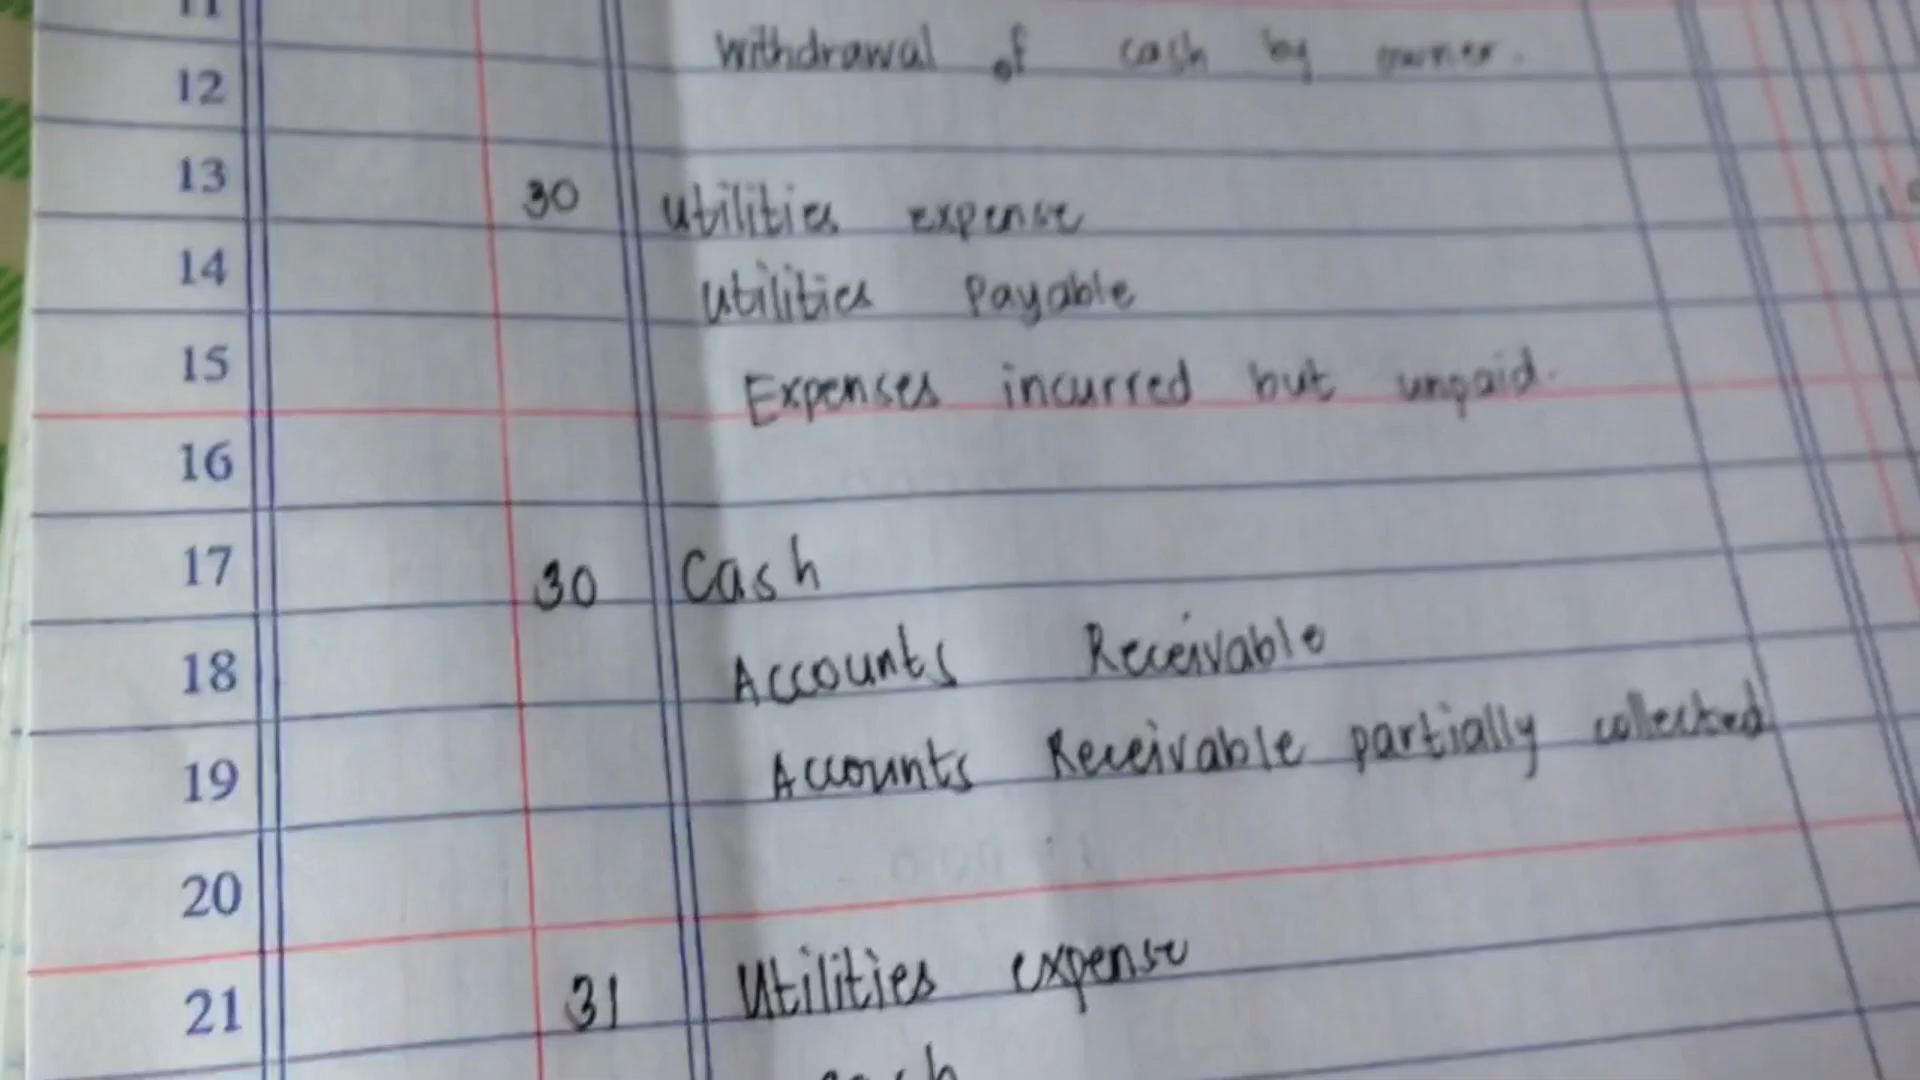 11
withdrawal of cash by owner.
12
13 30 Utilities expense
14 Utilities Payable
15 Expenses incurred but unpaid.
16
17 30 Cash
18 Accounts Receivable
19 Accounts Receivable partially collected
20
21 31 Utilities expense
cash